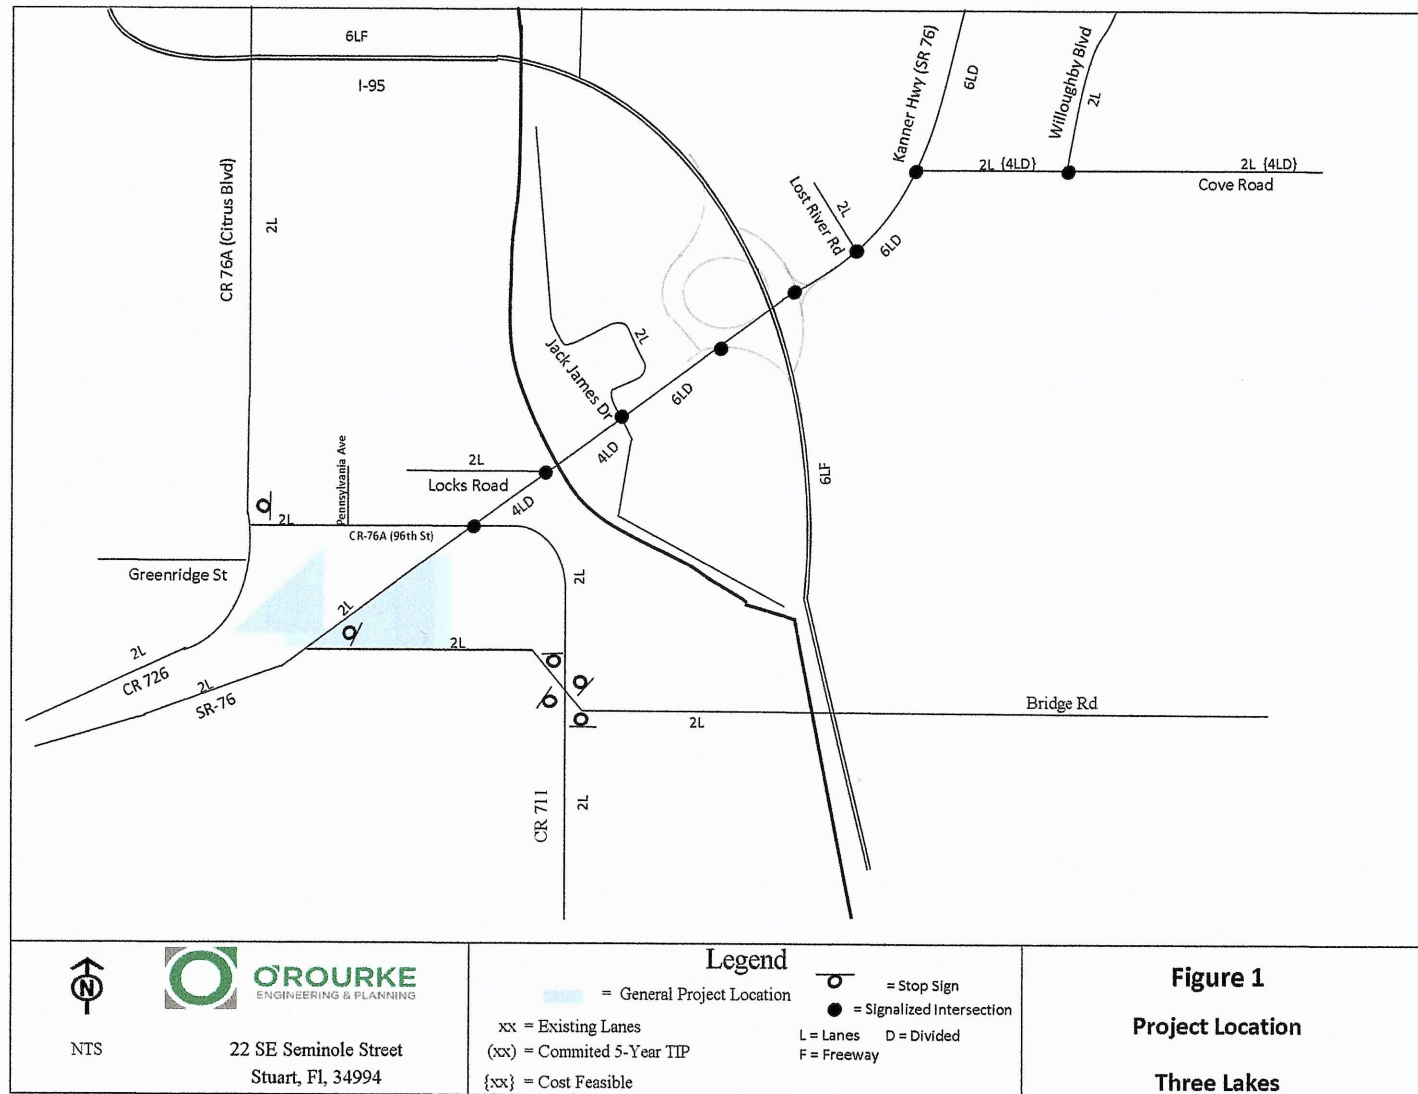 6LF
I-95
Kanner Hwy (SR 76)
6LD
Willoughby Blvd
2L
CR 76A (Citrus Blvd)
2L
2L {4LD}
2L {4LD}
Cove Road
Lost River Rd
2L
6LD
Jack James Dr
2L
6LD
4LD
6LF
Pennsylvania Ave
2L
Locks Road
4LD
2L
CR-76A (96th St)
Greenridge St
2L
2L
2L
2L
CR 726
2L
SR-76
Bridge Rd
2L
CR 711
2L
N
NTS
O'ROURKE
ENGINEERING & PLANNING
22 SE Seminole Street
Stuart, Fl, 34994
Legend
= General Project Location
xx = Existing Lanes
(xx) = Commited 5-Year TIP
{xx} = Cost Feasible
= Stop Sign
= Signalized Intersection
L = Lanes D = Divided
F = Freeway
Figure 1
Project Location
Three Lakes